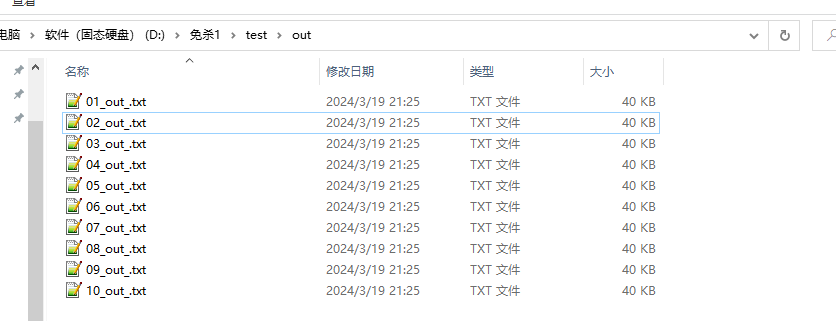 查看
电脑 › 软件（固态硬盘） (D:) › 免杀1 › test › out
名称 修改日期 类型 大小
01_out_.txt 2024/3/19 21:25 TXT 文件 40 KB
02_out_.txt 2024/3/19 21:25 TXT 文件 40 KB
03_out_.txt 2024/3/19 21:25 TXT 文件 40 KB
04_out_.txt 2024/3/19 21:25 TXT 文件 40 KB
05_out_.txt 2024/3/19 21:25 TXT 文件 40 KB
06_out_.txt 2024/3/19 21:25 TXT 文件 40 KB
07_out_.txt 2024/3/19 21:25 TXT 文件 40 KB
08_out_.txt 2024/3/19 21:25 TXT 文件 40 KB
09_out_.txt 2024/3/19 21:25 TXT 文件 40 KB
10_out_.txt 2024/3/19 21:25 TXT 文件 40 KB